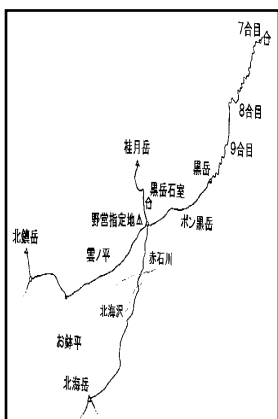 7合目
8合目
9合目
黒岳
桂月岳
黒岳石室
ポン黒岳
野営指定地
北鎮岳
雲ノ平
赤石川
北海沢
お鉢平
北海岳